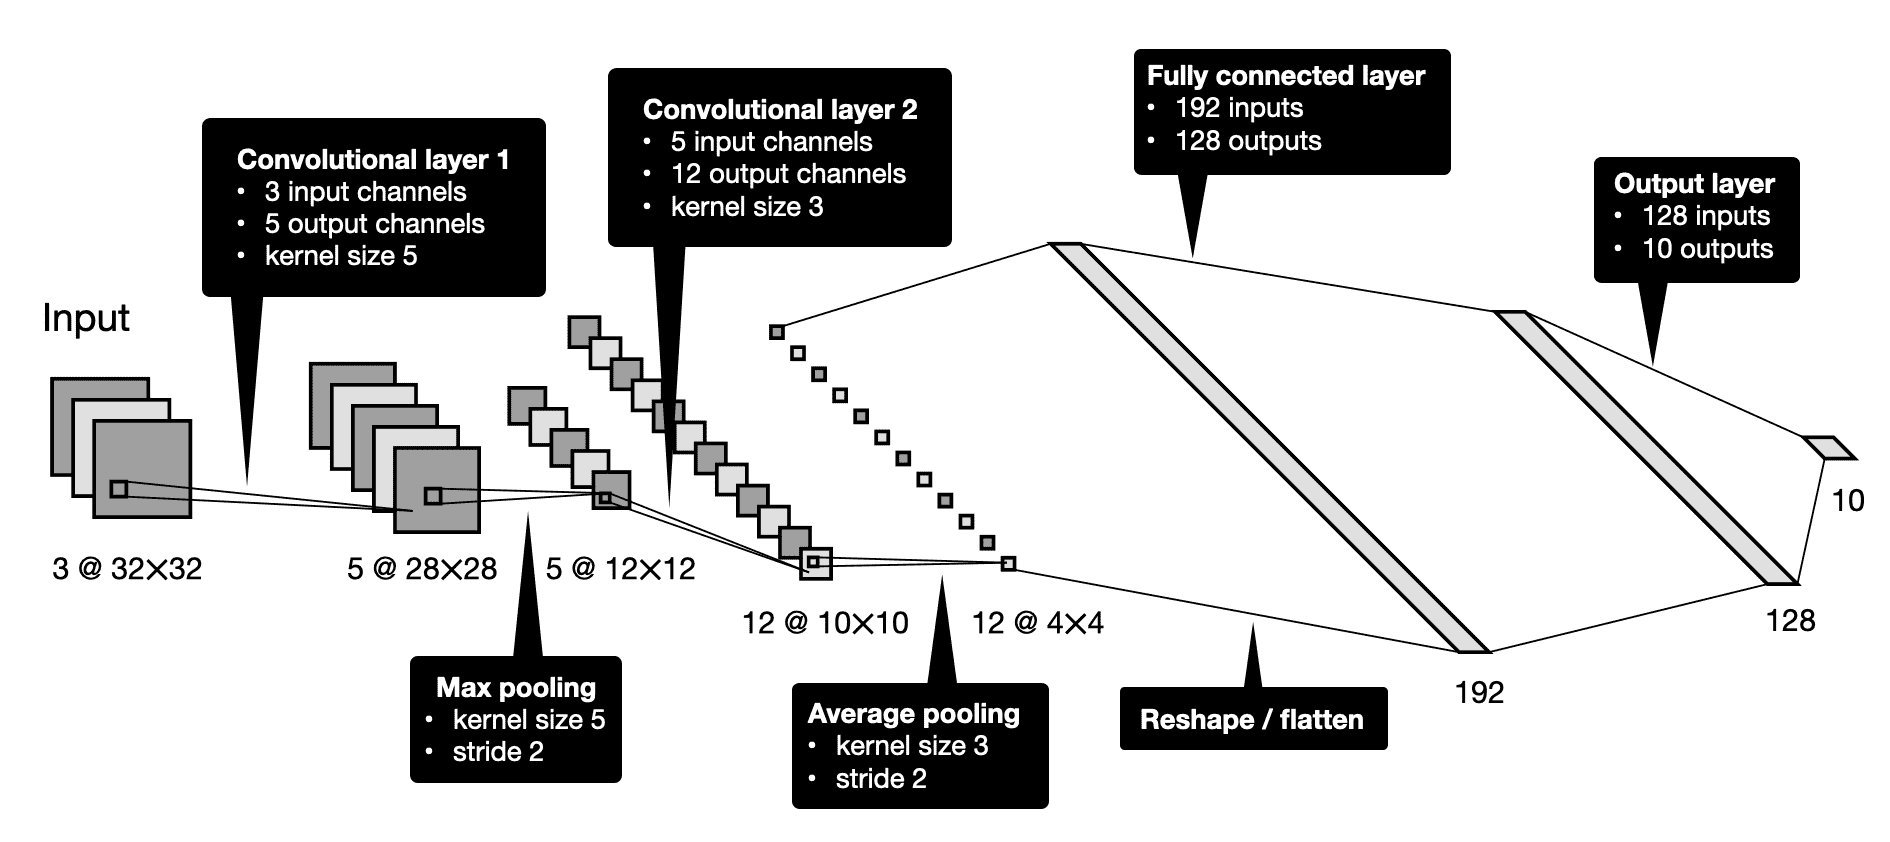 Input
Convolutional layer 1
• 3 input channels
• 5 output channels
• kernel size 5
Convolutional layer 2
• 5 input channels
• 12 output channels
• kernel size 3
Fully connected layer
• 192 inputs
• 128 outputs
Output layer
• 128 inputs
• 10 outputs
3 @ 32×32
5 @ 28×28
5 @ 12×12
12 @ 10×10
12 @ 4×4
192
128
10
Max pooling
• kernel size 5
• stride 2
Average pooling
• kernel size 3
• stride 2
Reshape / flatten